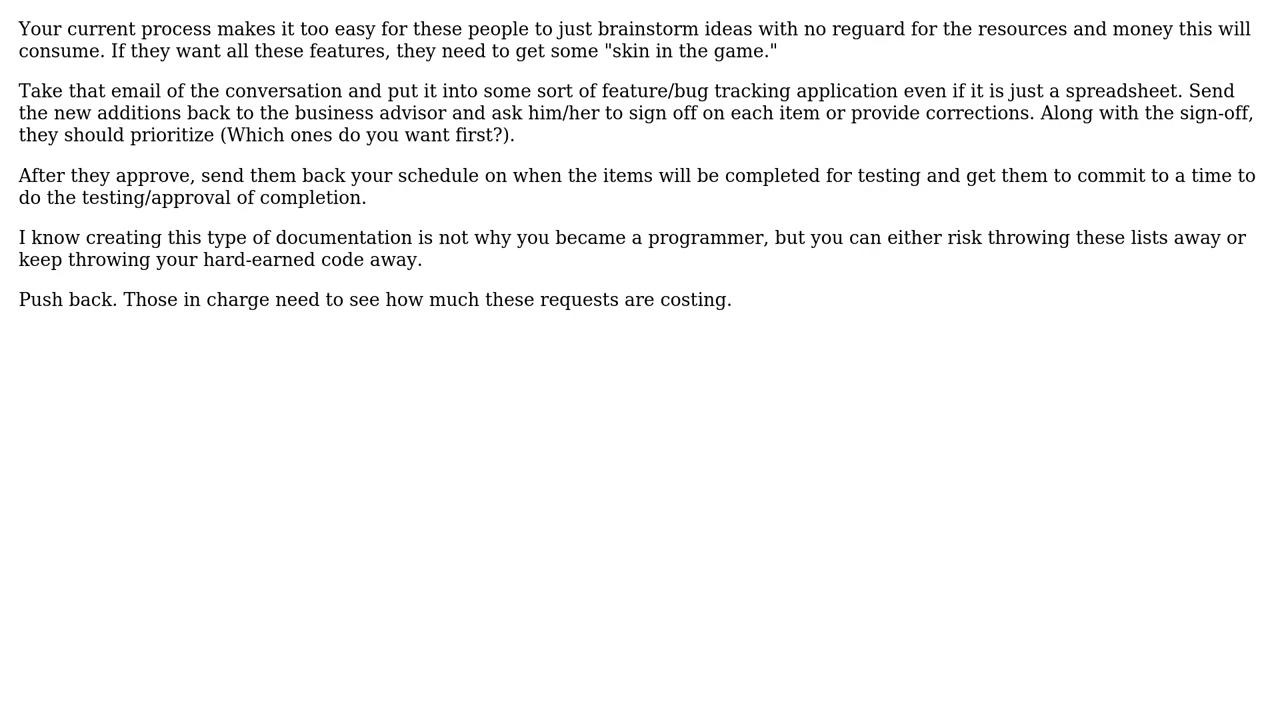 Your current process makes it too easy for these people to just brainstorm ideas with no reguard for the resources and money this will
consume. If they want all these features, they need to get some "skin in the game."
Take that email of the conversation and put it into some sort of feature/bug tracking application even if it is just a spreadsheet. Send
the new additions back to the business advisor and ask him/her to sign off on each item or provide corrections. Along with the sign-off,
they should prioritize (Which ones do you want first?).
After they approve, send them back your schedule on when the items will be completed for testing and get them to commit to a time to
do the testing/approval of completion.
I know creating this type of documentation is not why you became a programmer, but you can either risk throwing these lists away or
keep throwing your hard-earned code away.
Push back. Those in charge need to see how much these requests are costing.